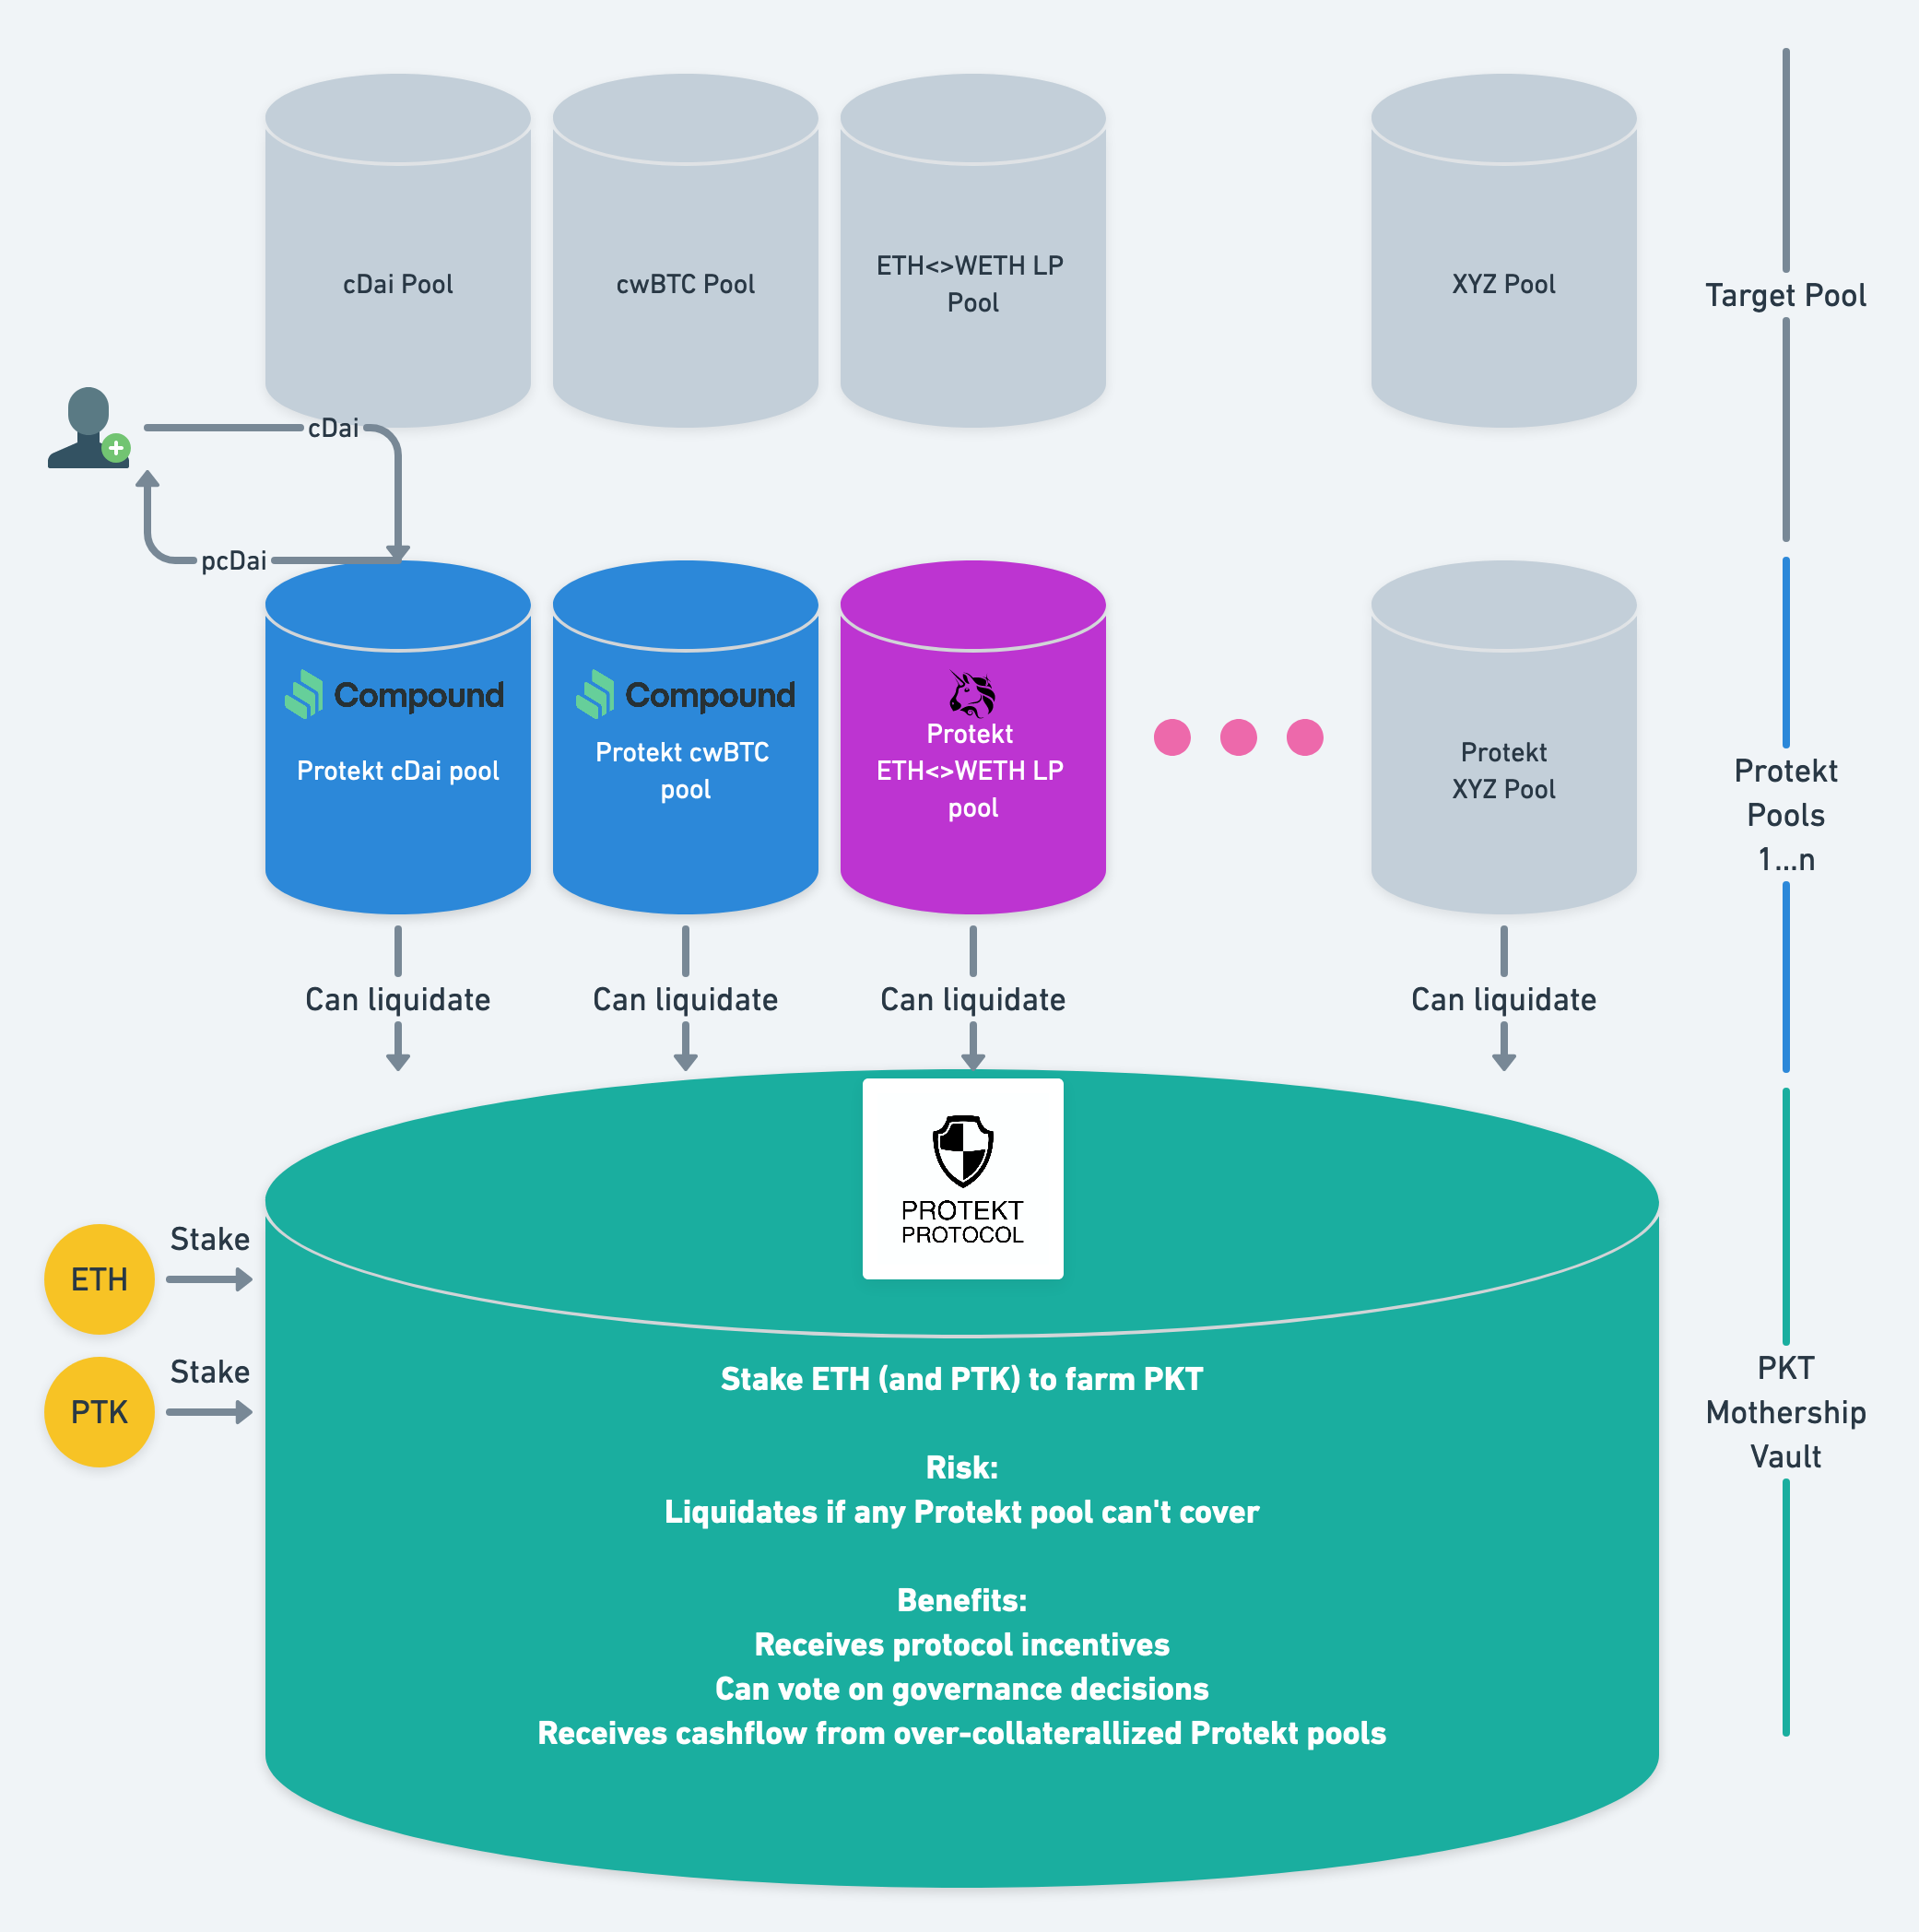 cDai Pool
cwBTC Pool
ETH<>WETH LP
Pool
XYZ Pool
Target Pool
cDai
pcDai
Compound
Protekt cDai pool
Compound
Protekt cwBTC
pool
Protekt
ETH<>WETH LP
pool
Protekt
XYZ Pool
Protekt
Pools
1...n
Can liquidate
Can liquidate
Can liquidate
Can liquidate
PROTEKT
PROTOCOL
Stake
ETH
Stake
PTK
Stake ETH (and PTK) to farm PKT
Risk:
Liquidates if any Protekt pool can't cover
Benefits:
Receives protocol incentives
Can vote on governance decisions
Receives cashflow from over-collaterallized Protekt pools
PKT
Mothership
Vault